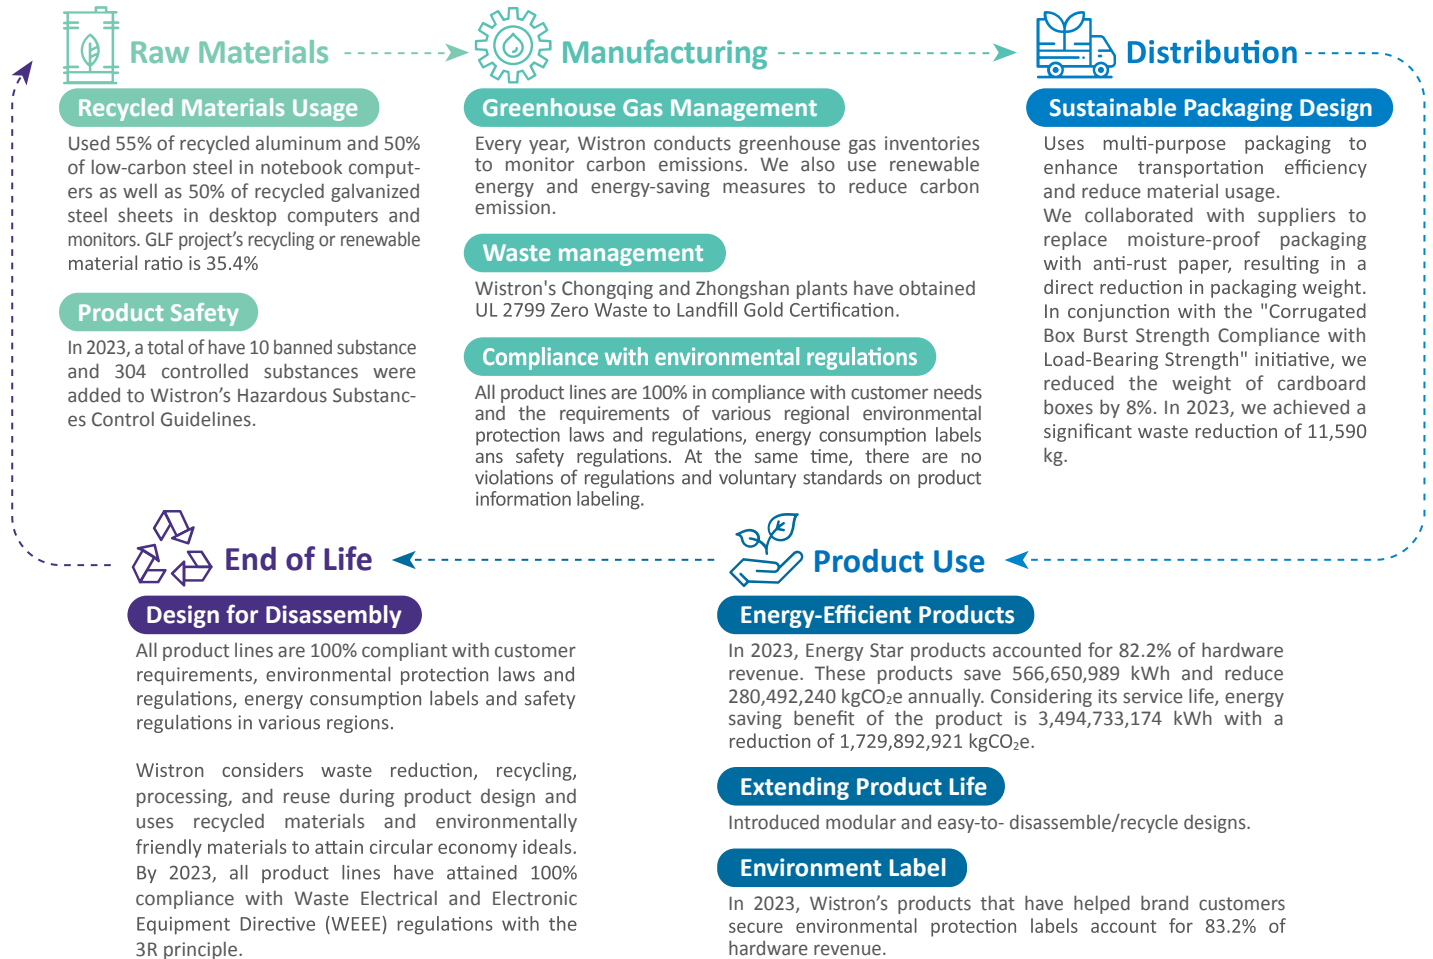 Raw Materials
Recycled Materials Usage
Used 55% of recycled aluminum and 50%
of low-carbon steel in notebook comput-
ers as well as 50% of recycled galvanized
steel sheets in desktop computers and
monitors. GLF project's recycling or renewable
material ratio is 35.4%
Product Safety
In 2023, a total of have 10 banned substance
and 304 controlled substances were
added to Wistron’s Hazardous Substanc-
es Control Guidelines.
Manufacturing
Greenhouse Gas Management
Every year, Wistron conducts greenhouse gas inventories
to monitor carbon emissions. We also use renewable
energy and energy-saving measures to reduce carbon
emission.
Waste management
Wistron's Chongqing and Zhongshan plants have obtained
UL 2799 Zero Waste to Landfill Gold Certification.
Compliance with environmental regulations
All product lines are 100% in compliance with customer needs
and the requirements of various regional environmental
protection laws and regulations, energy consumption labels
ans safety regulations. At the same time, there are no
violations of regulations and voluntary standards on product
information labeling.
Distribution
Sustainable Packaging Design
Uses multi-purpose packaging to
enhance transportation efficiency
and reduce material usage.
We collaborated with suppliers to
replace moisture-proof packaging
with anti-rust paper, resulting in a
direct reduction in packaging weight.
In conjunction with the "Corrugated
Box Burst Strength Compliance with
Load-Bearing Strength" initiative, we
reduced the weight of cardboard
boxes by 8%. In 2023, we achieved a
significant waste reduction of 11,590
kg.
End of Life
Design for Disassembly
All product lines are 100% compliant with customer
requirements, environmental protection laws and
regulations, energy consumption labels and safety
regulations in various regions.
Wistron considers waste reduction, recycling,
processing, and reuse during product design and
uses recycled materials and environmentally
friendly materials to attain circular economy ideals.
By 2023, all product lines have attained 100%
compliance with Waste Electrical and Electronic
Equipment Directive (WEEE) regulations with the
3R principle.
Product Use
Energy-Efficient Products
In 2023, Energy Star products accounted for 82.2% of hardware
revenue. These products save 566,650,989 kWh and reduce
280,492,240 kgCO₂e annually. Considering its service life, energy
saving benefit of the product is 3,494,733,174 kWh with a
reduction of 1,729,892,921 kgCO₂e.
Extending Product Life
Introduced modular and easy-to- disassemble/recycle designs.
Environment Label
In 2023, Wistron’s products that have helped brand customers
secure environmental protection labels account for 83.2% of
hardware revenue.